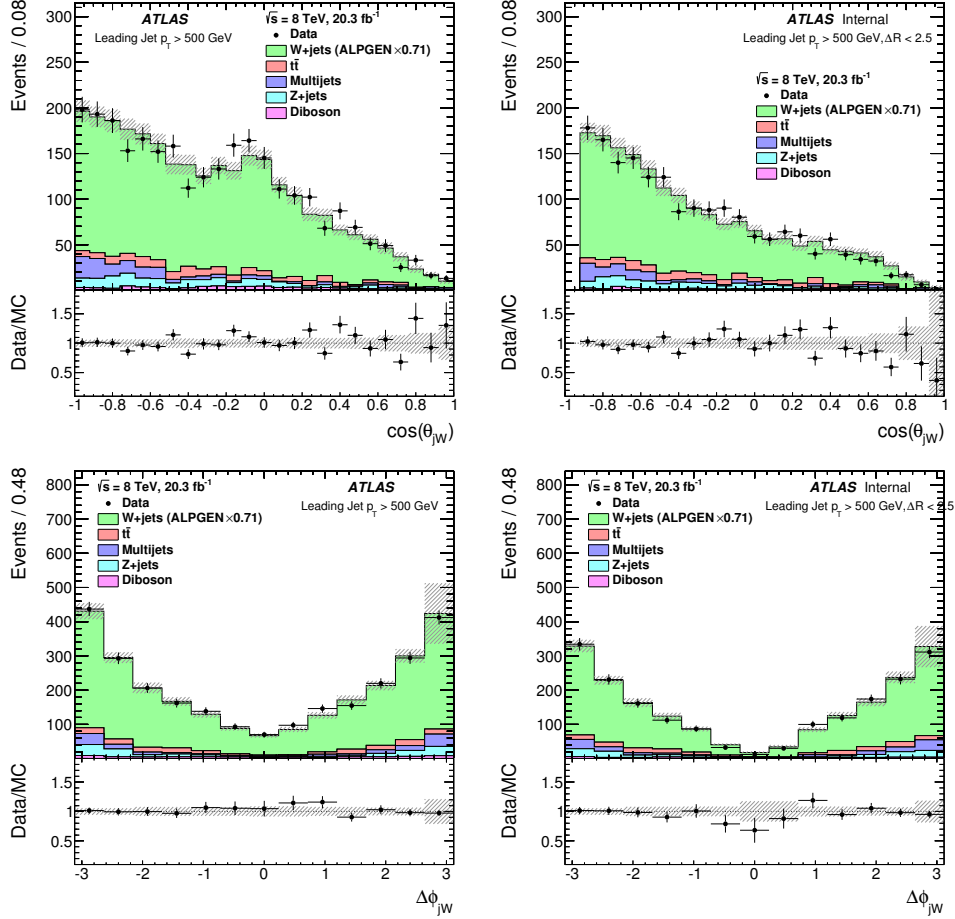 Events / 0.08
300
250
200
150
100
50
ATLAS
Leading Jet p_T > 500 GeV
√s = 8 TeV, 20.3 fb⁻¹
Data
W+jets (ALPGEN×0.71)
tt̄
Multijets
Z+jets
Diboson
Data/MC
1.5
1
0.5
-1 -0.8 -0.6 -0.4 -0.2 0 0.2 0.4 0.6 0.8 1
cos(θ_jW)
Events / 0.08
300
250
200
150
100
50
ATLAS Internal
Leading Jet p_T > 500 GeV, ΔR < 2.5
√s = 8 TeV, 20.3 fb⁻¹
Data
W+jets (ALPGEN×0.71)
tt̄
Multijets
Z+jets
Diboson
Data/MC
1.5
1
0.5
-1 -0.8 -0.6 -0.4 -0.2 0 0.2 0.4 0.6 0.8 1
cos(θ_jW)
Events / 0.48
800
700
600
500
400
300
200
100
√s = 8 TeV, 20.3 fb⁻¹
Data
W+jets (ALPGEN×0.71)
tt̄
Multijets
Z+jets
Diboson
ATLAS
Leading Jet p_T > 500 GeV
Data/MC
1.5
1
0.5
-3 -2 -1 0 1 2 3
Δϕ_jW
Events / 0.48
800
700
600
500
400
300
200
100
√s = 8 TeV, 20.3 fb⁻¹
Data
W+jets (ALPGEN×0.71)
tt̄
Multijets
Z+jets
Diboson
ATLAS Internal
Leading Jet p_T > 500 GeV, ΔR < 2.5
Data/MC
1.5
1
0.5
-3 -2 -1 0 1 2 3
Δϕ_jW